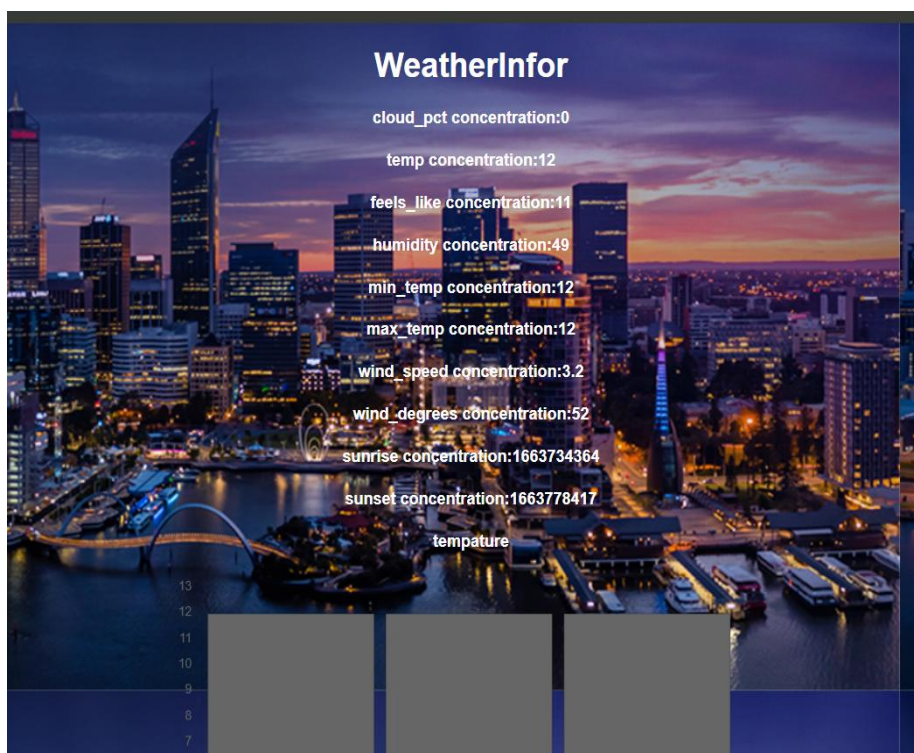 WeatherInfor
cloud_pct concentration:0
temp concentration:12
feels_like concentration:11
humidity concentration:49
min_temp concentration:12
max_temp concentration:12
wind_speed concentration:3.2
wind_degrees concentration:52
sunrise concentration:1663734364
sunset concentration:1663778417
tempature
13
12
11
10
9
8
7